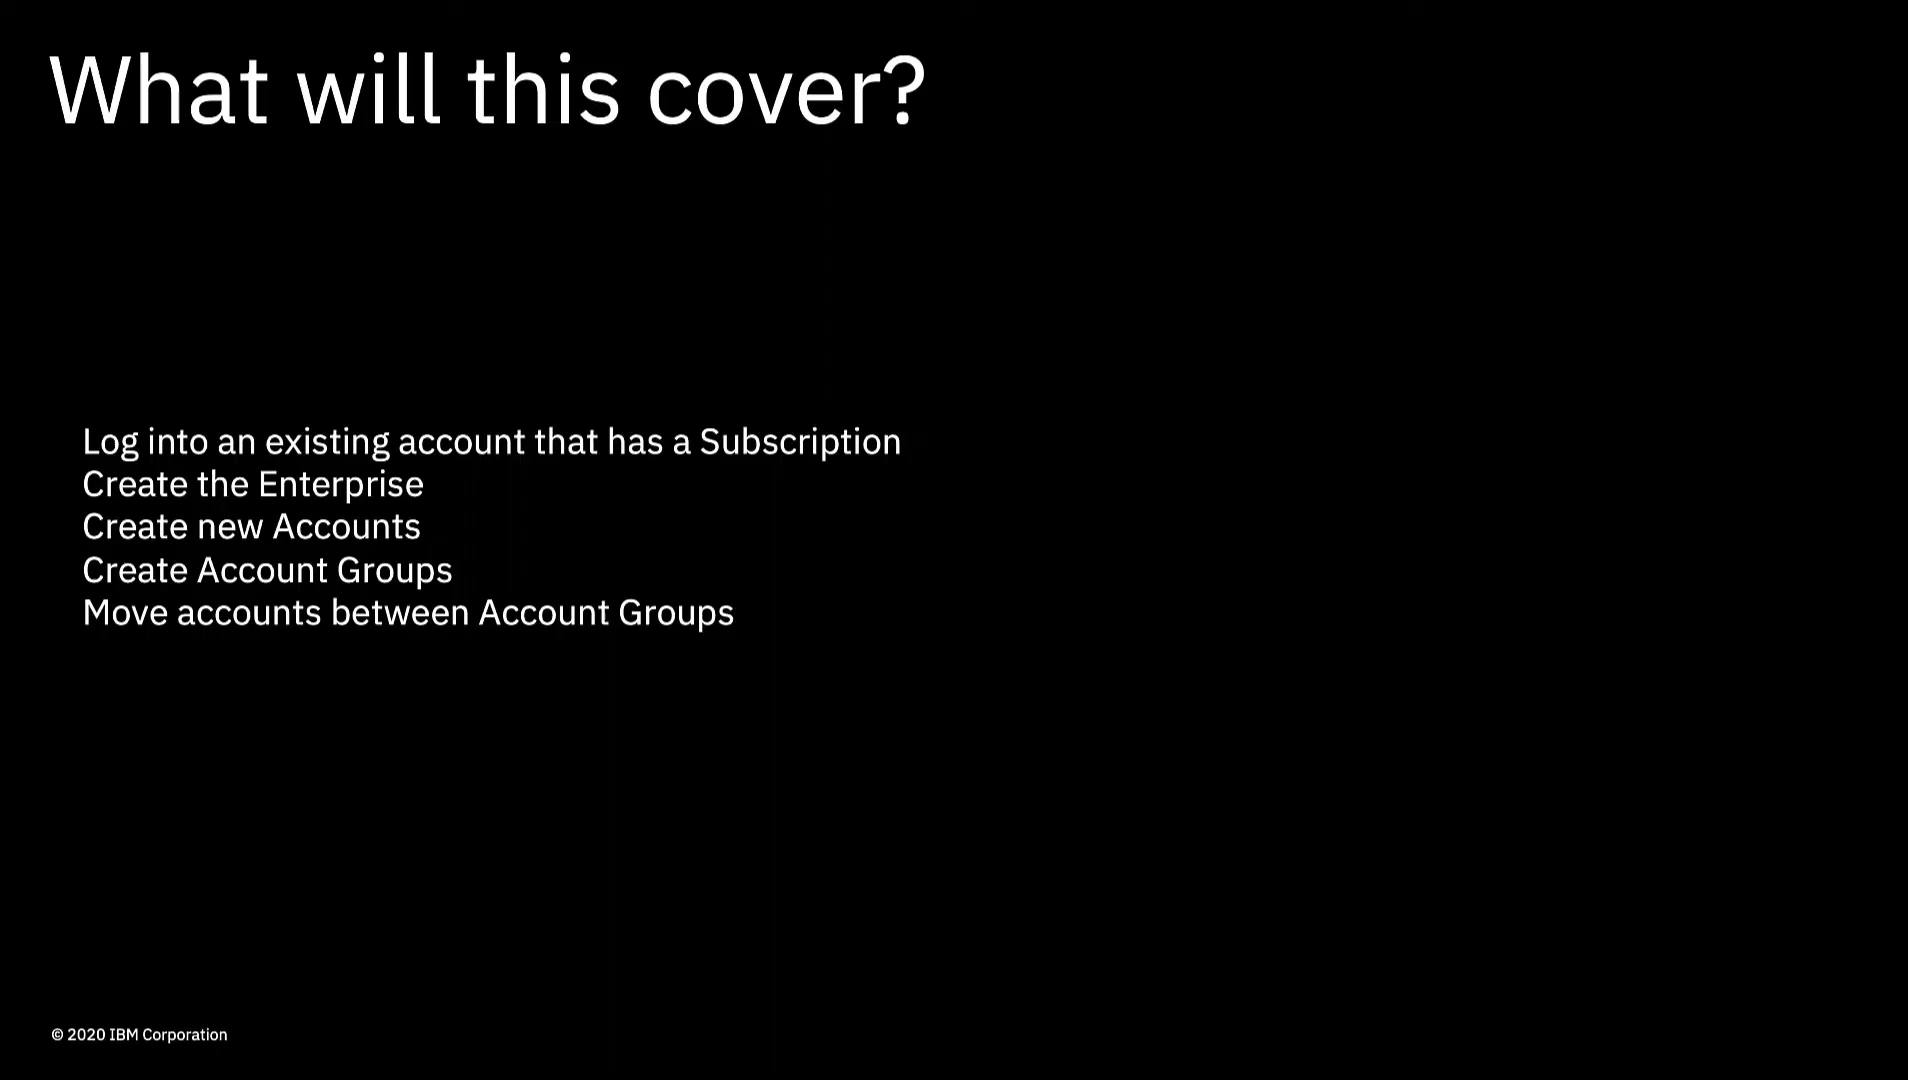 What will this cover?
Log into an existing account that has a Subscription
Create the Enterprise
Create new Accounts
Create Account Groups
Move accounts between Account Groups
© 2020 IBM Corporation